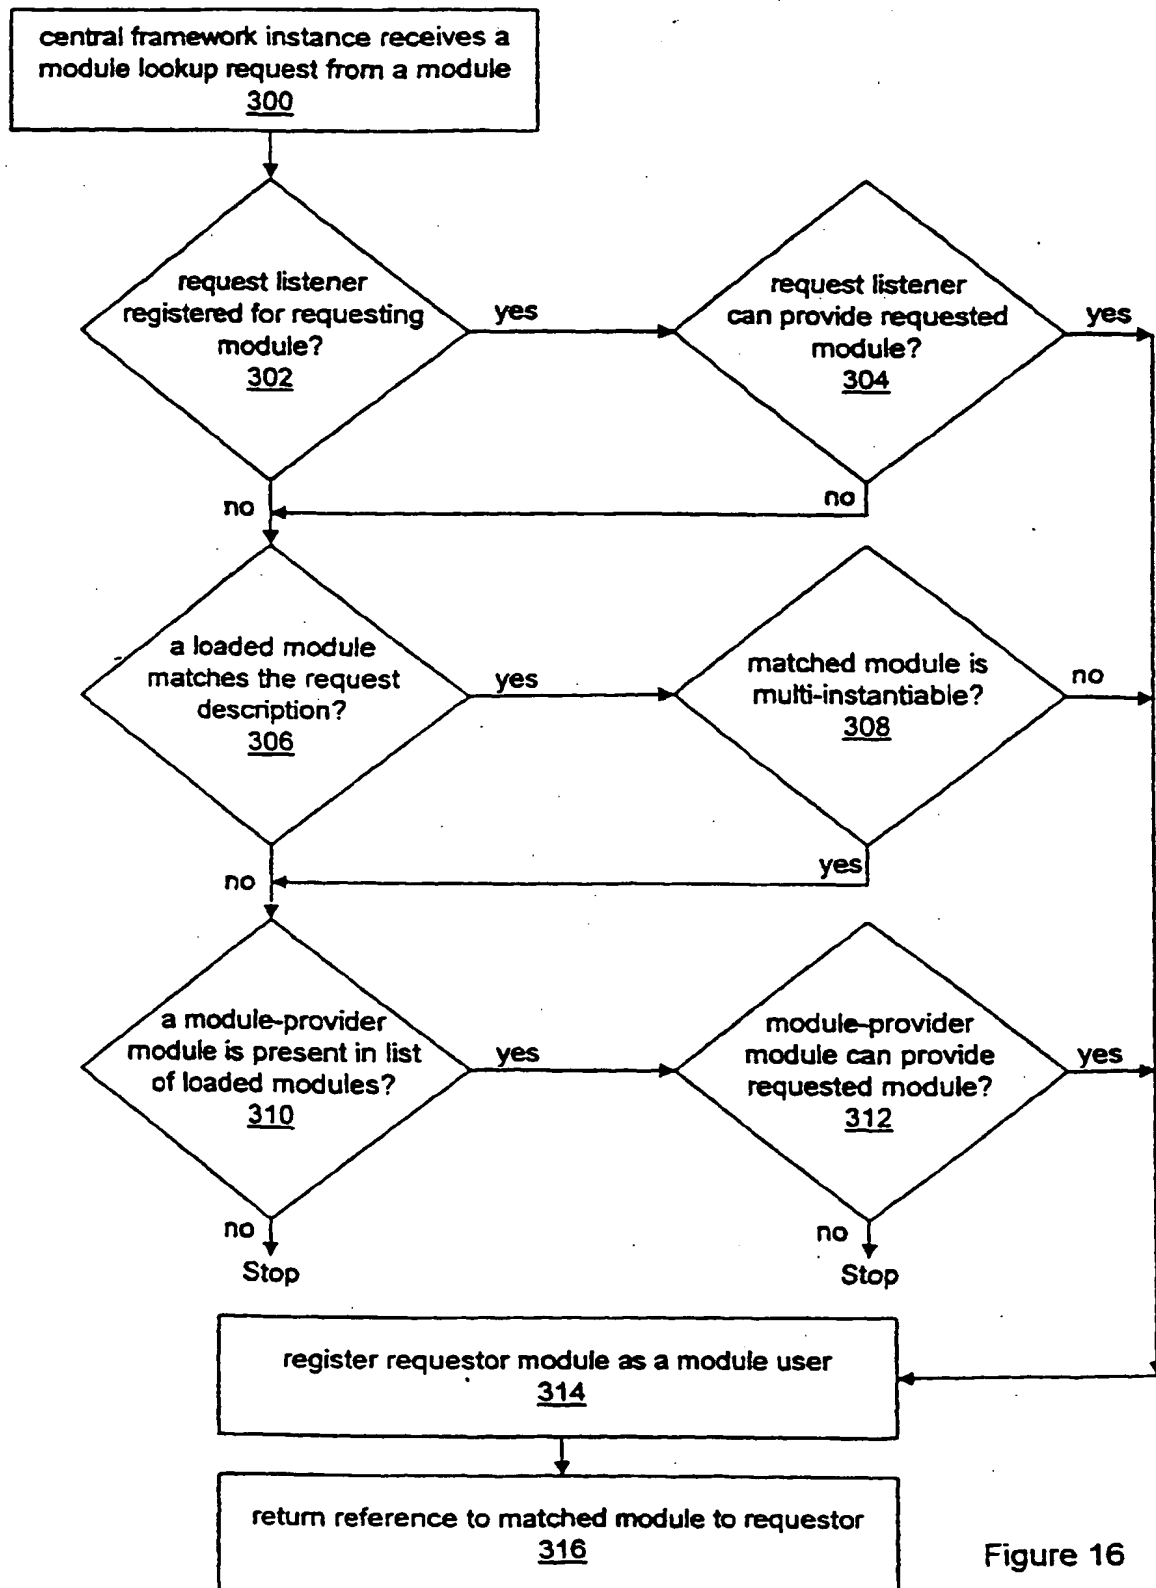 central framework instance receives a
module lookup request from a module
300
request listener
registered for requesting
module?
302
yes
request listener
can provide requested
module?
304
yes
no
no
a loaded module
matches the request
description?
306
yes
matched module is
multi-instantiable?
308
no
no
yes
a module-provider
module is present in list
of loaded modules?
310
yes
module-provider
module can provide
requested module?
312
yes
no
Stop
no
Stop
register requestor module as a module user
314
return reference to matched module to requestor
316
Figure 16